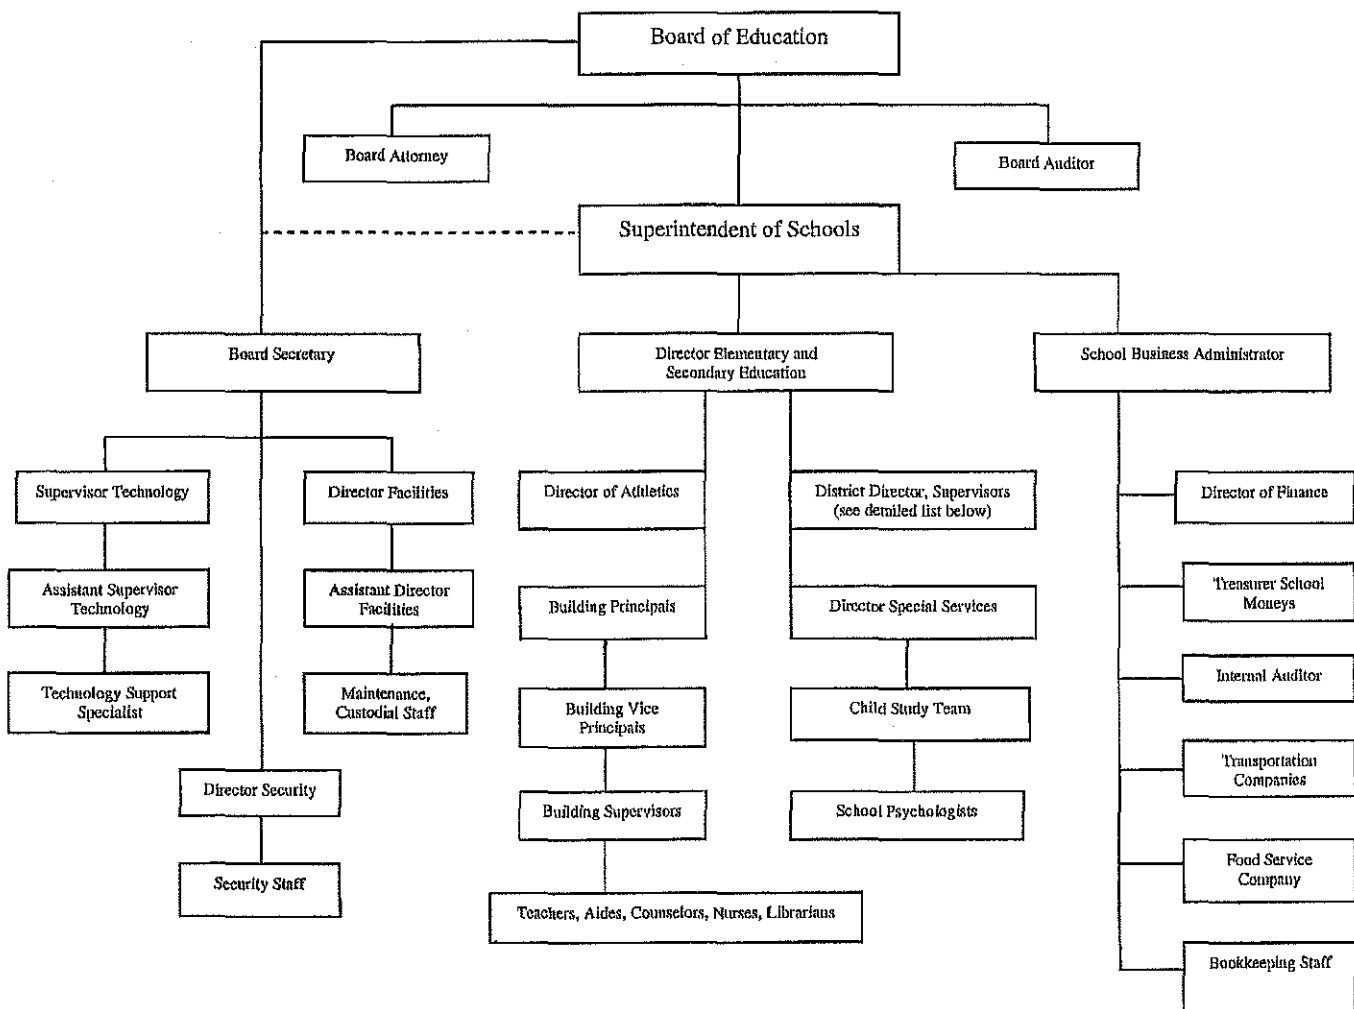 Board of Education
Board Attorney
Board Auditor
Superintendent of Schools
Board Secretary
Director Elementary and
Secondary Education
School Business Administrator
Supervisor Technology
Director Facilities
Director of Athletics
District Director, Supervisors
(see detailed list below)
Director of Finance
Assistant Supervisor
Technology
Assistant Director
Facilities
Building Principals
Director Special Services
Treasurer School
Moneys
Technology Support
Specialist
Maintenance,
Custodial Staff
Building Vice
Principals
Child Study Team
Internal Auditor
Director Security
Building Supervisors
School Psychologists
Transportation
Companies
Security Staff
Teachers, Aides, Counselors, Nurses, Librarians
Food Service
Company
Bookkeeping Staff